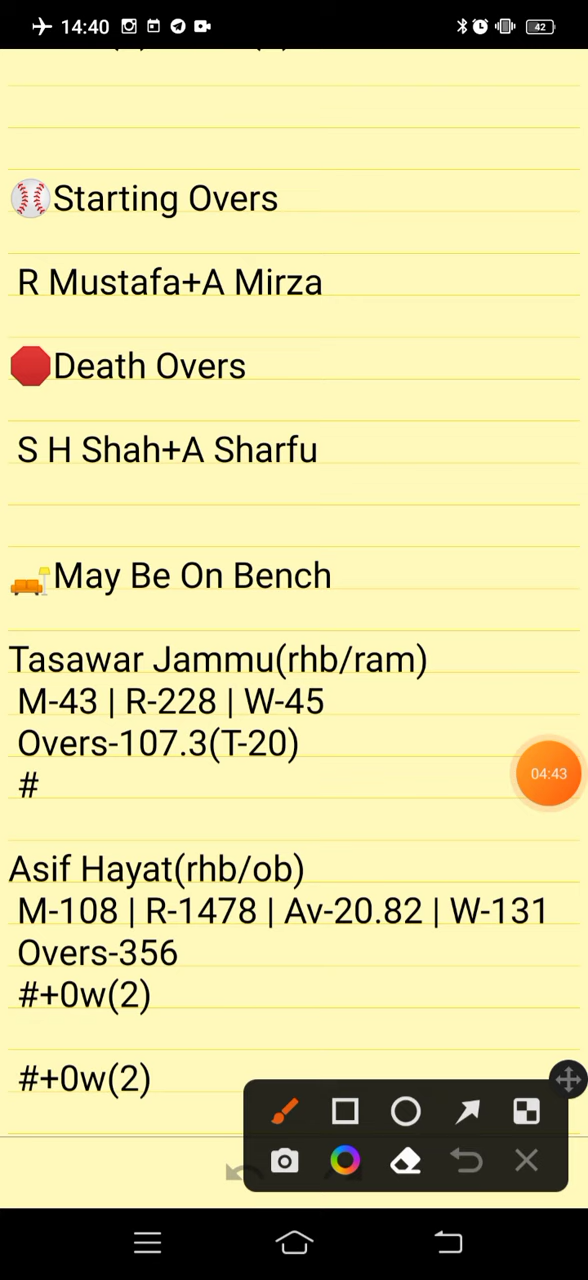 14:40
42
Starting Overs
R Mustafa+A Mirza
Death Overs
S H Shah+A Sharfu
May Be On Bench
Tasawar Jammu(rhb/ram)
M-43 | R-228 | W-45
Overs-107.3(T-20)
#
04:43
Asif Hayat(rhb/ob)
M-108 | R-1478 | Av-20.82 | W-131
Overs-356
#+0w(2)
#+0w(2)